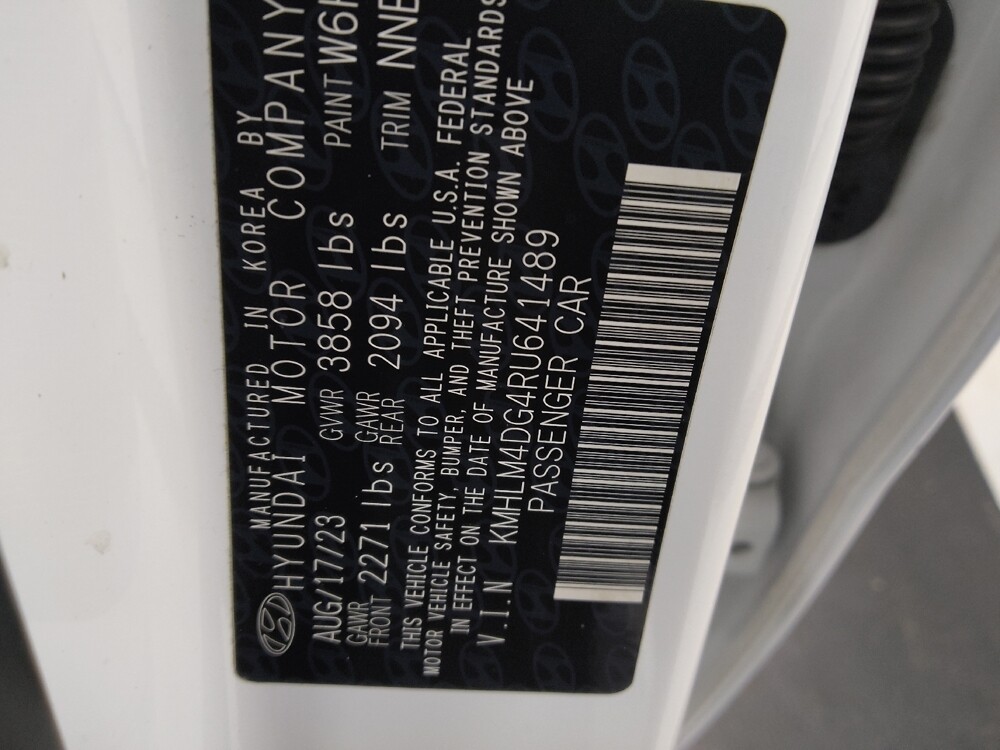 MANUFACTURED IN KOREA BY
HYUNDAI MOTOR COMPANY
AUG/17/23 GVWR 3858 lbs PAINT
GAWR FRONT 2271 lbs GAWR REAR 2094 lbs TRIM
THIS VEHICLE CONFORMS TO ALL APPLICABLE U.S.A. FEDERAL
MOTOR VEHICLE SAFETY, BUMPER, AND THEFT PREVENTION STANDARDS
IN EFFECT ON THE DATE OF MANUFACTURE SHOWN ABOVE
V.I.N KMHLM4DG4RU641489
PASSENGER CAR